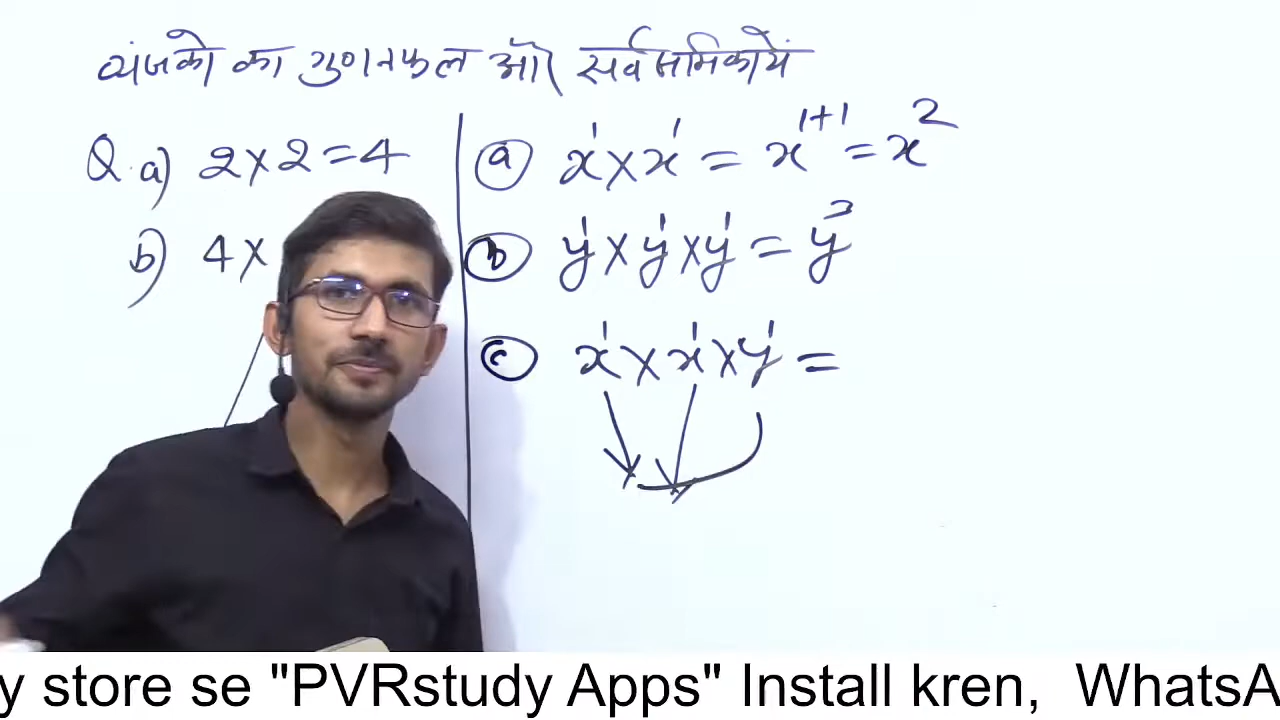 व्यंजको का गुणनफल और सर्वसमिकायें
Q. a) 2 × 2 = 4
b) 4 ×
(a) x¹ × x¹ = x¹⁺¹ = x²
(b) y¹ × y¹ × y¹ = y³
(c) x¹ × x¹ × y¹ =
y store se "PVRstudy Apps" Install kren, WhatsA